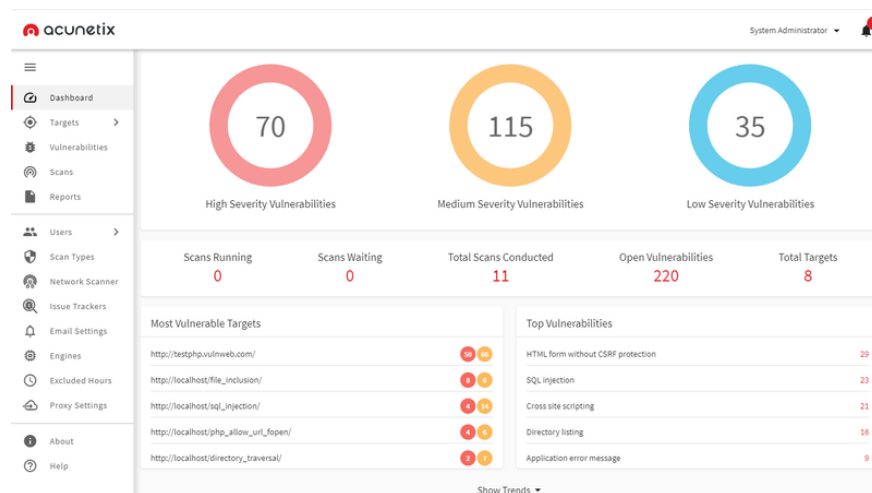 acunetix
System Administrator
Dashboard
Targets
Vulnerabilities
Scans
Reports
Users
Scan Types
Network Scanner
Issue Trackers
Email Settings
Engines
Excluded Hours
Proxy Settings
About
Help
70 115 35
High Severity Vulnerabilities Medium Severity Vulnerabilities Low Severity Vulnerabilities
Scans Running Scans Waiting Total Scans Conducted Open Vulnerabilities Total Targets
0 0 11 220 8
Most Vulnerable Targets
http://testphp.vulnweb.com/ 50 66
http://localhost/file_inclusion/ 8 6
http://localhost/sql_injection/ 4 14
http://localhost/php_allow_url_fopen/ 4 6
http://localhost/directory_traversal/ 2 7
Top Vulnerabilities
HTML form without CSRF protection 29
SQL injection 23
Cross site scripting 21
Directory listing 16
Application error message 9
Show Trends